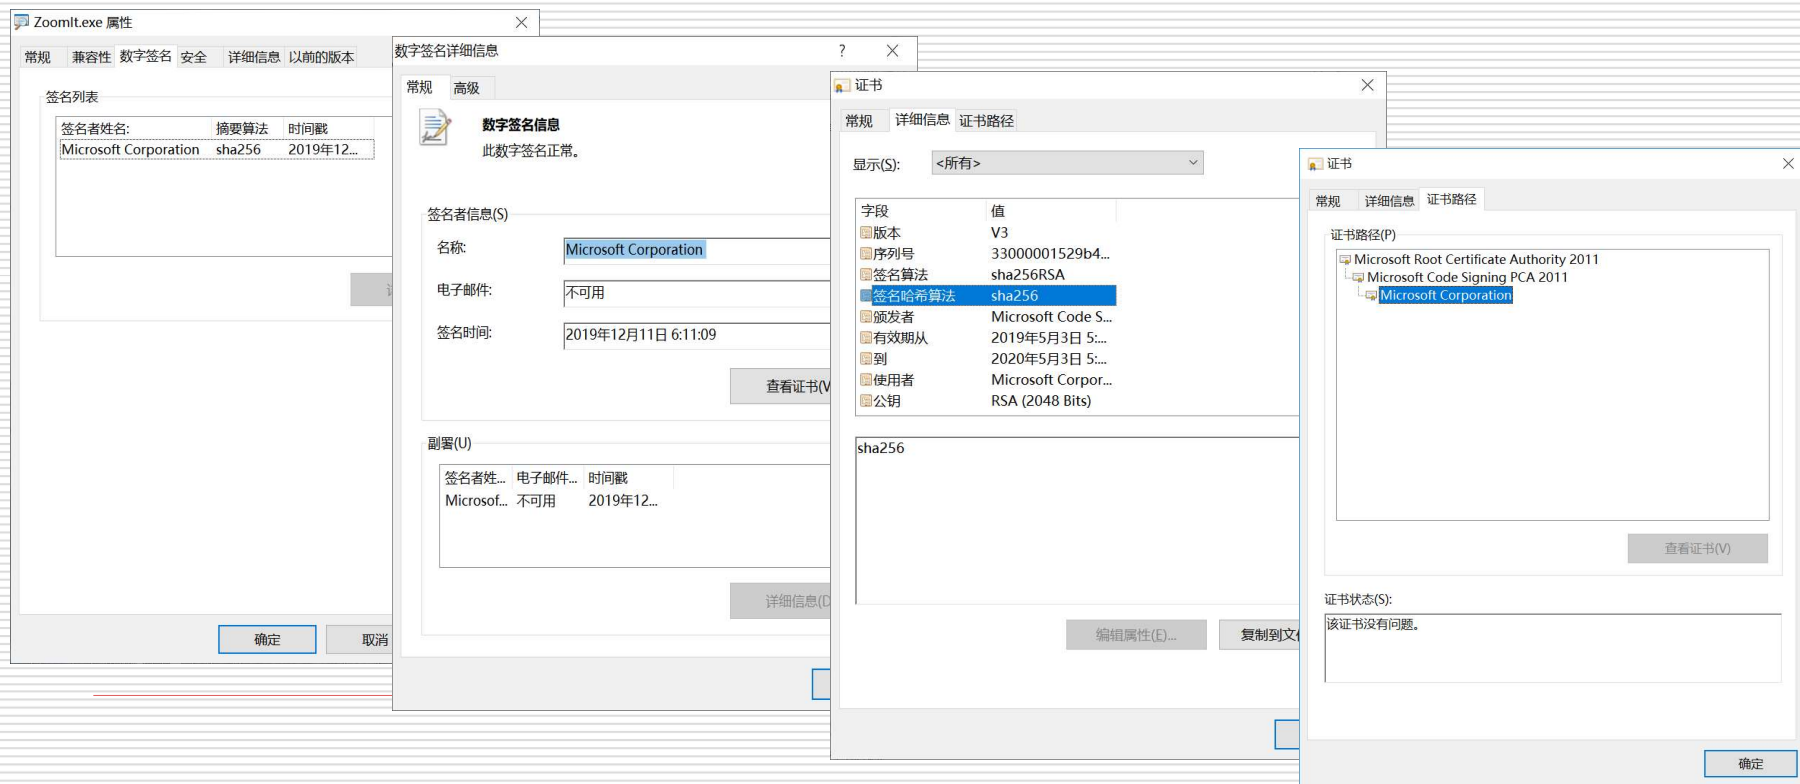 ZoomIt.exe 属性
常规 兼容性 数字签名 安全 详细信息 以前的版本
签名列表
签名者姓名: 摘要算法 时间戳
Microsoft Corporation sha256 2019年12...
确定 取消
数字签名详细信息 ?
常规 高级
数字签名信息
此数字签名正常。
签名者信息(S)
名称: Microsoft Corporation
电子邮件: 不可用
签名时间: 2019年12月11日 6:11:09
查看证书(V
副署(U)
签名者姓... 电子邮件... 时间戳
Microsof... 不可用 2019年12...
详细信息(D
证书
常规 详细信息 证书路径
显示(S): <所有>
字段 值
版本 V3
序列号 33000001529b4...
签名算法 sha256RSA
签名哈希算法 sha256
颁发者 Microsoft Code S...
有效期从 2019年5月3日 5:...
到 2020年5月3日 5:...
使用者 Microsoft Corpor...
公钥 RSA (2048 Bits)
sha256
编辑属性(E)... 复制到文
证书
常规 详细信息 证书路径
证书路径(P)
Microsoft Root Certificate Authority 2011
Microsoft Code Signing PCA 2011
Microsoft Corporation
查看证书(V)
证书状态(S):
该证书没有问题。
确定